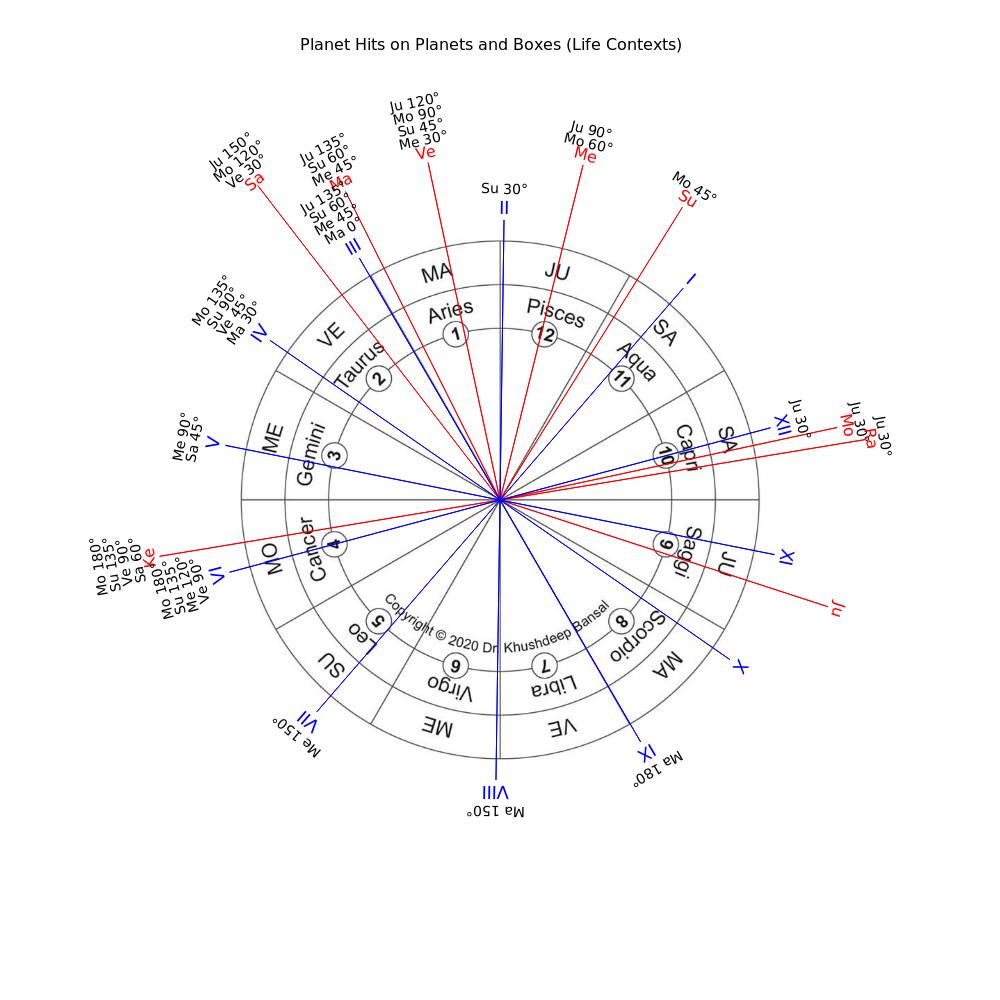 Planet Hits on Planets and Boxes (Life Contexts)
Ju 120°
Mo 90°
Su 45°
Me 30°
Ve
Ju 90°
Mo 60°
Me
Ju 150°
Mo 120°
Ve 30°
Sa
Ju 135°
Su 60°
Me 45°
Ma
Ju 135°
Su 60°
Me 45°
Ma 0°
III
Su 30°
II
Mo 45°
Su
I
Mo 135°
Su 90°
Ve 45°
Ma 30°
IV
Me 90°
Sa 45°
V
Mo 180°
Su 135°
Ve 90°
Sa 60°
Ke
Mo 180°
Su 135°
Me 120°
Ve 90°
VI
Me 150°
VII
Ma 150°
VIII
Ma 180°
IX
X
XI
Ju
Ju 30°
XII
Ju 30°
Mo
Ju 30°
Ra
MA
JU
SA
SA
JU
MA
VE
ME
SU
MO
ME
VE
Aries
Pisces
Aqua
Capri
Saggi
Scorpio
Libra
Virgo
Leo
Cancer
Gemini
Taurus
1
12
11
10
9
8
7
6
5
4
3
2
Copyright © 2020 Dr. Khushdeep Bansal